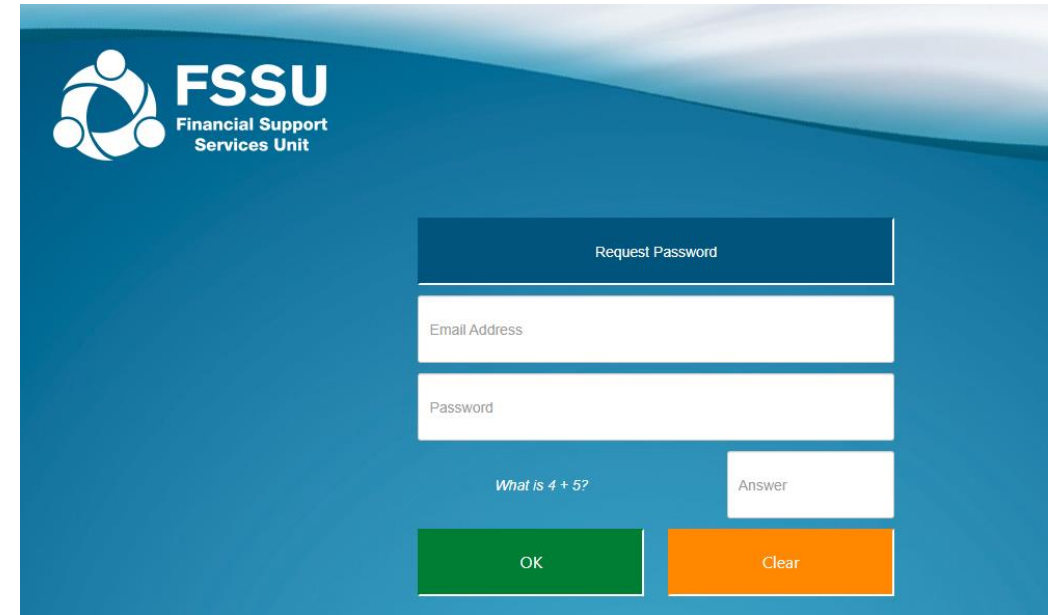 FSSU
Financial Support
Services Unit
Request Password
Email Address
Password
What is 4 + 5?
Answer
OK
Clear